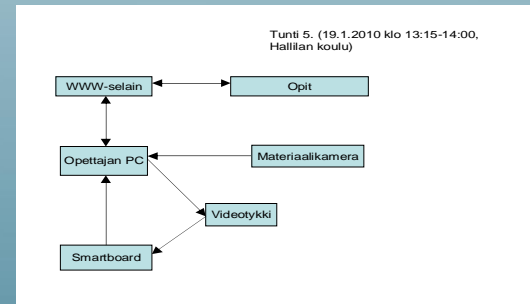 Tunti 5. (19.1.2010 klo 13:15-14:00,
Hallilan koulu)
WWW-selain
Opit
Opettajan PC
Materiaalikamera
Videotykki
Smartboard